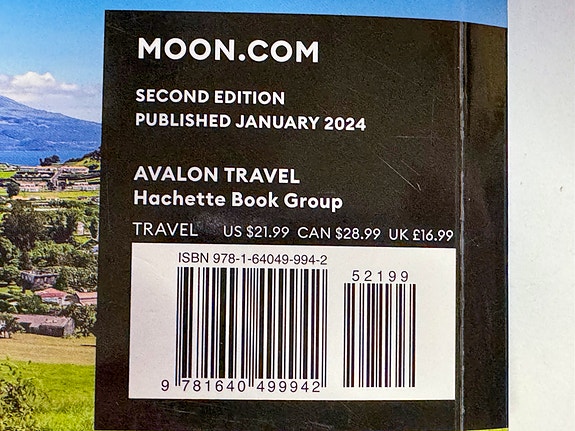 MOON.COM
SECOND EDITION
PUBLISHED JANUARY 2024
AVALON TRAVEL
Hachette Book Group
TRAVEL US $21.99 CAN $28.99 UK £16.99
ISBN 978-1-64049-994-2
52199
9 781640 499942